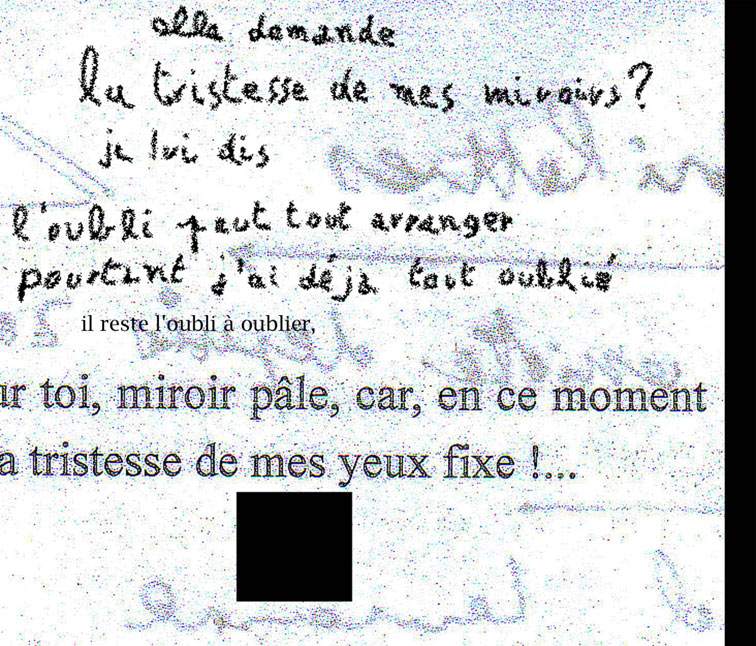 elle demande
la tristesse de mes miroirs?
je lui dis
l'oubli peut tout arranger
pourtant j'ai déjà tout oublié
il reste l'oubli à oublier,
ur toi, miroir pâle, car, en ce moment
a tristesse de mes yeux fixe !...